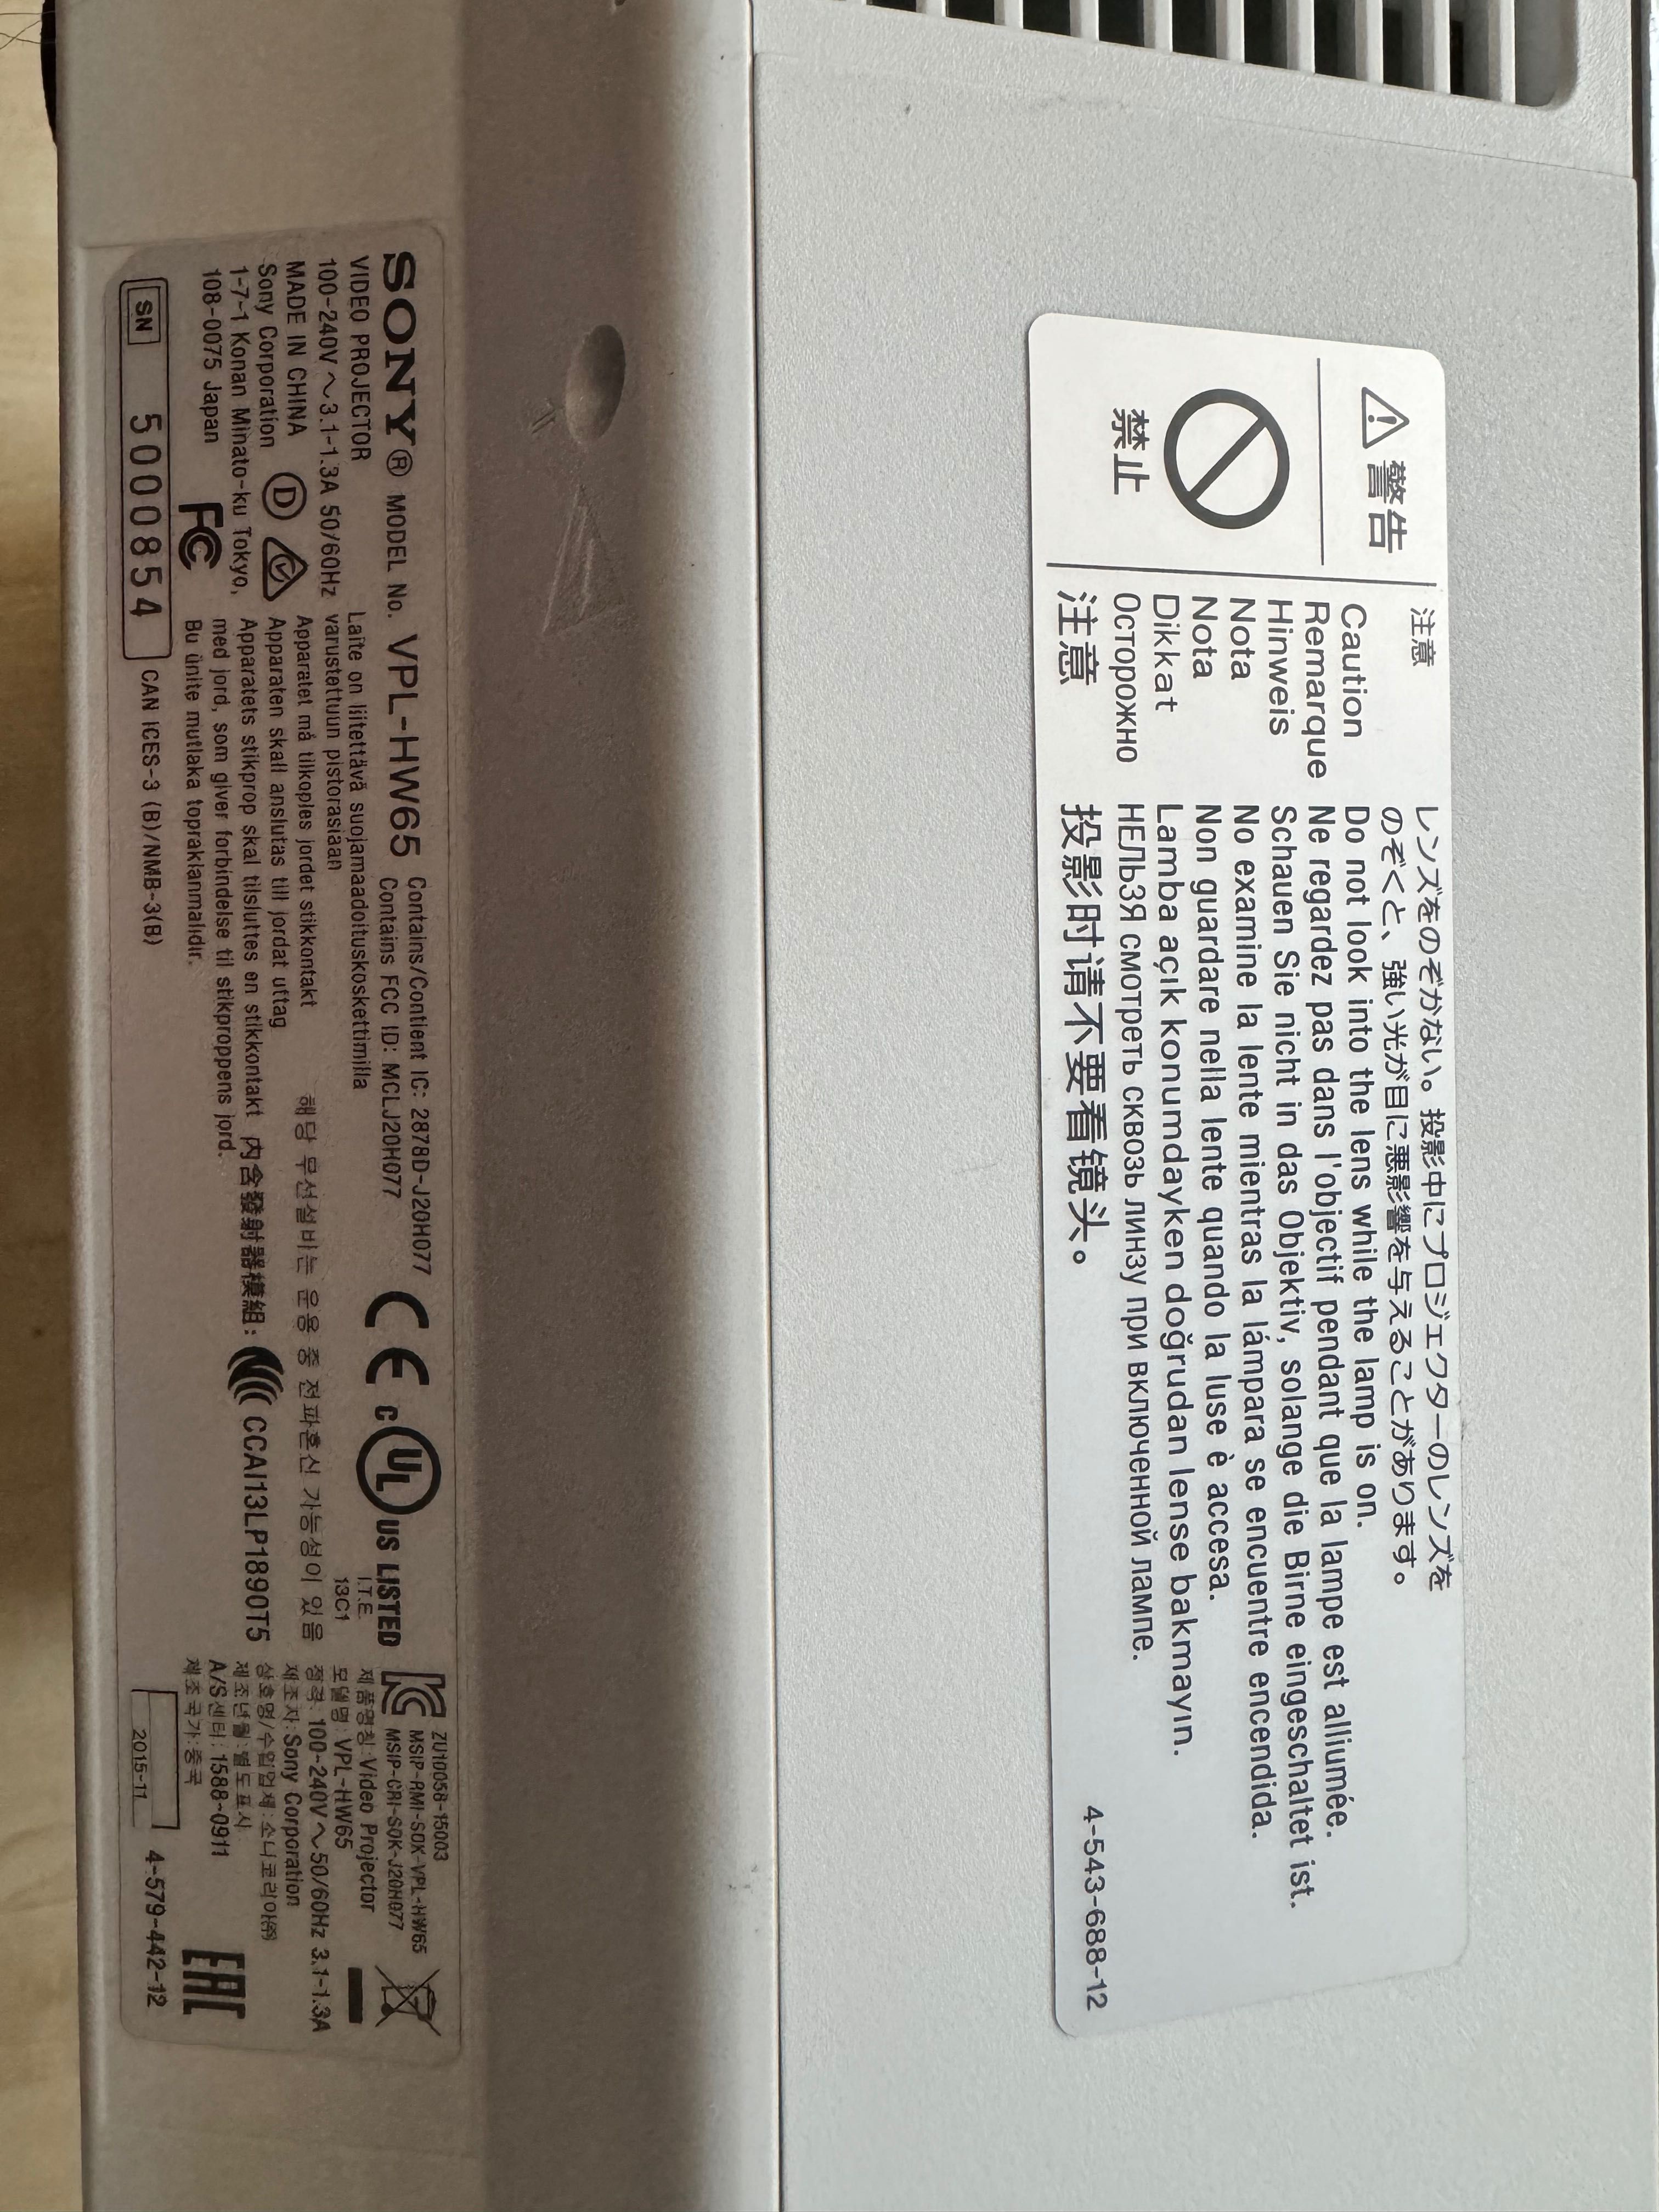 警告
禁止
注意 レンズをのぞかない。投影中にプロジェクターのレンズを
のぞくと、強い光が目に悪影響を与えることがあります。
Caution Do not look into the lens while the lamp is on.
Remarque Ne regardez pas dans l'objectif pendant que la lampe est alliumée.
Hinweis Schauen Sie nicht in das Objektiv, solange die Birne eingeschaltet ist.
Nota No examine la lente mientras la lámpara se encuentre encendida.
Nota Non guardare nella lente quando la luse è accesa.
Dikkat Lamba açık konumdayken doğrudan lense bakmayın.
Осторожно НЕЛЬЗЯ смотреть сквозь линзу при включенной лампе.
注意 投影时请不要看镜头。
4-543-688-12
SONY® MODEL No. VPL-HW65
VIDEO PROJECTOR
100-240V ~ 3.1-1.3A 50/60Hz
MADE IN CHINA
Sony Corporation
1-7-1 Konan Minato-ku Tokyo,
108-0075 Japan
D
FC
SN 5000854
CAN ICES-3 (B)/NMB-3(B)
Contains/Contient IC: 2878D-J20H077
Contains FCC ID: MCLJ20H077
Laite on liitettävä suojamaadoituskoskettimilla
varustettuun pistorasiaan
Apparatet må tilkoples jordet stikkontakt
Apparaten skall anslutas till jordat uttag
Apparatets stikprop skal tilsluttes en stikkontakt
med jord, som giver forbindelse til stikproppens jord.
Bu ünite mutlaka topraklanmalıdır.
해당 무선설비는 운용 중 전파혼신 가능성이 있음
內含發射器模組: CCAI13LP1890T5
CE
c UL US LISTED
I.T.E.
13C1
ZU10058-15003
MSIP-RMI-SOK-VPL-HW65
MSIP-CRI-SOK-J20H077
제품명칭:Video Projector
모델명:VPL-HW65
정격: 100-240V ~ 50/60Hz 3.1-1.3A
제조자:Sony Corporation
상호명/수입업체:소니코리아㈜
제조년월:별도표시
A/S센터: 1588-0911
제조국가:중국
EAC
2015-11
4-579-442-12